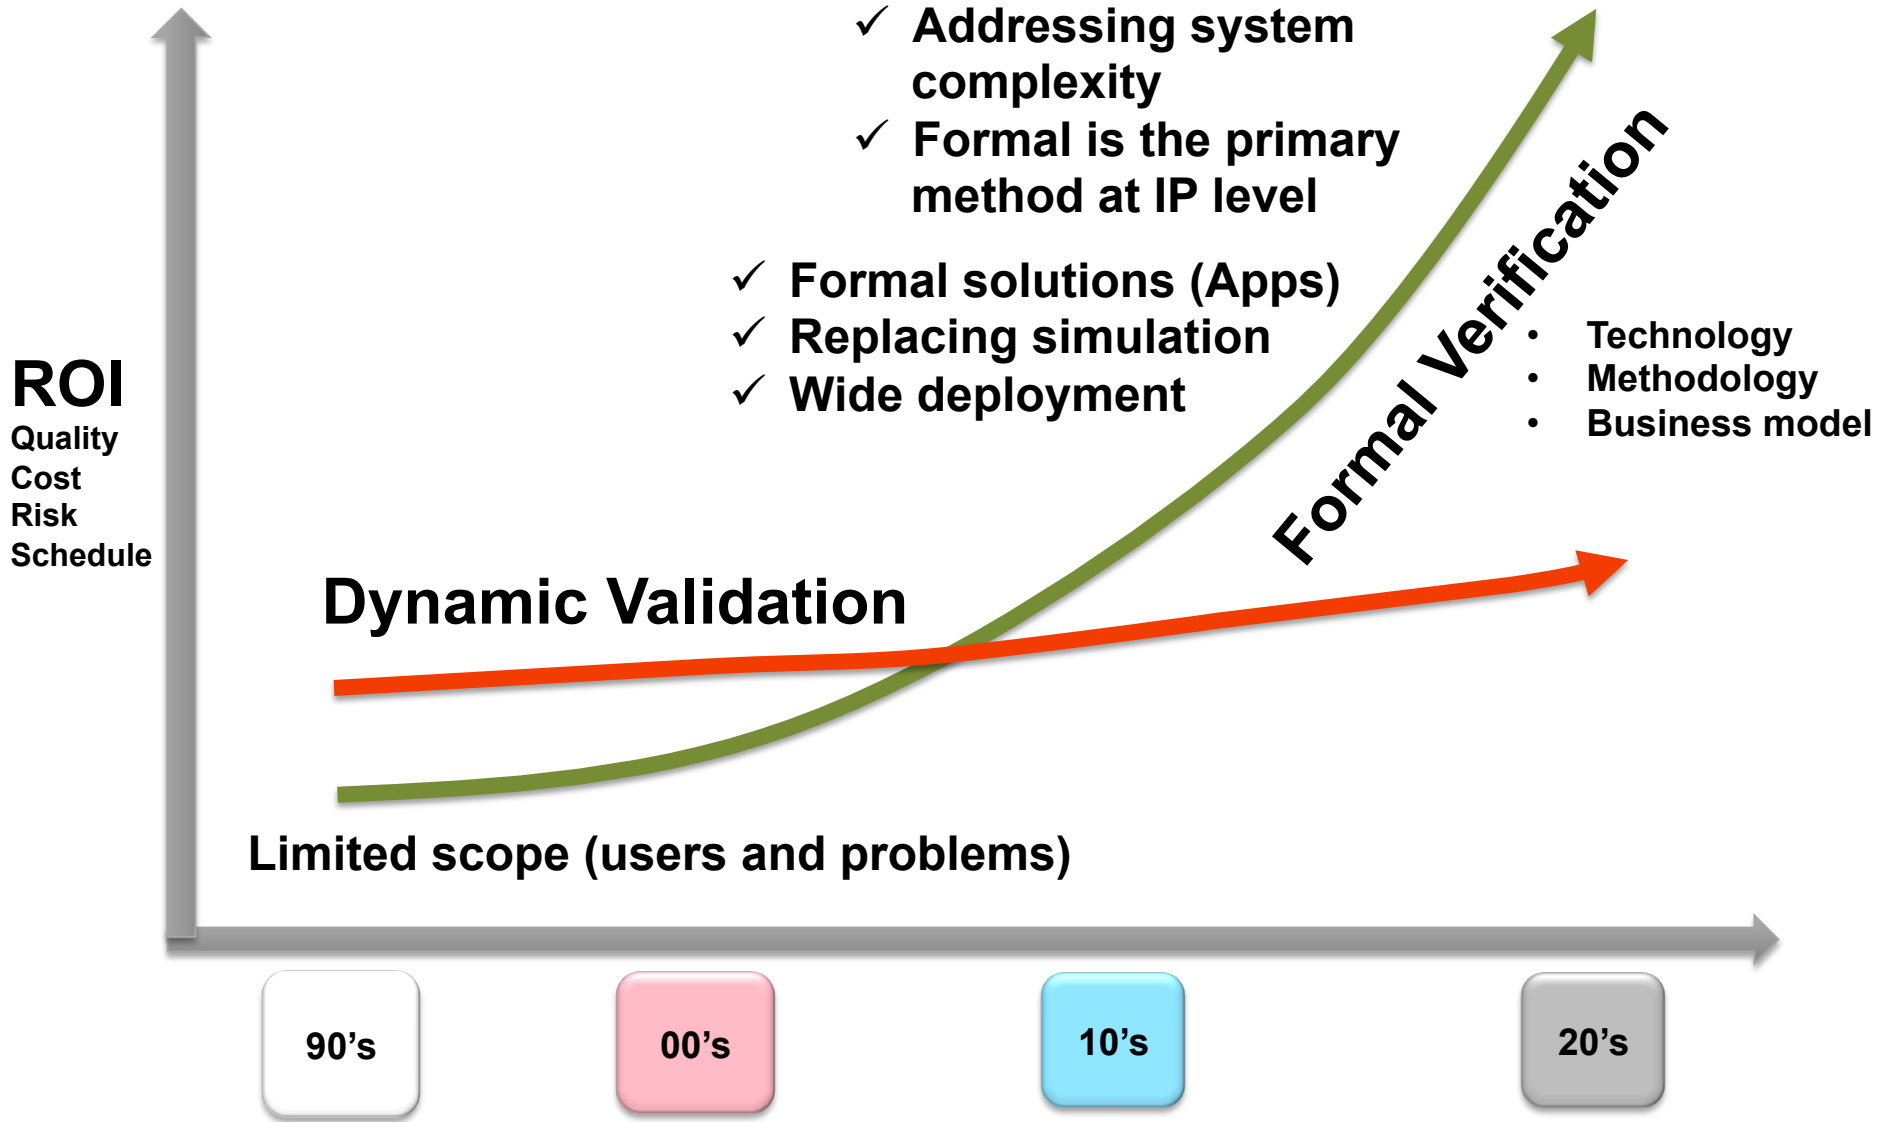 ✓ Addressing system
complexity
✓ Formal is the primary
method at IP level
✓ Formal solutions (Apps)
✓ Replacing simulation
✓ Wide deployment
Formal Verification
• Technology
• Methodology
• Business model
ROI
Quality
Cost
Risk
Schedule
Dynamic Validation
Limited scope (users and problems)
90’s
00’s
10’s
20’s